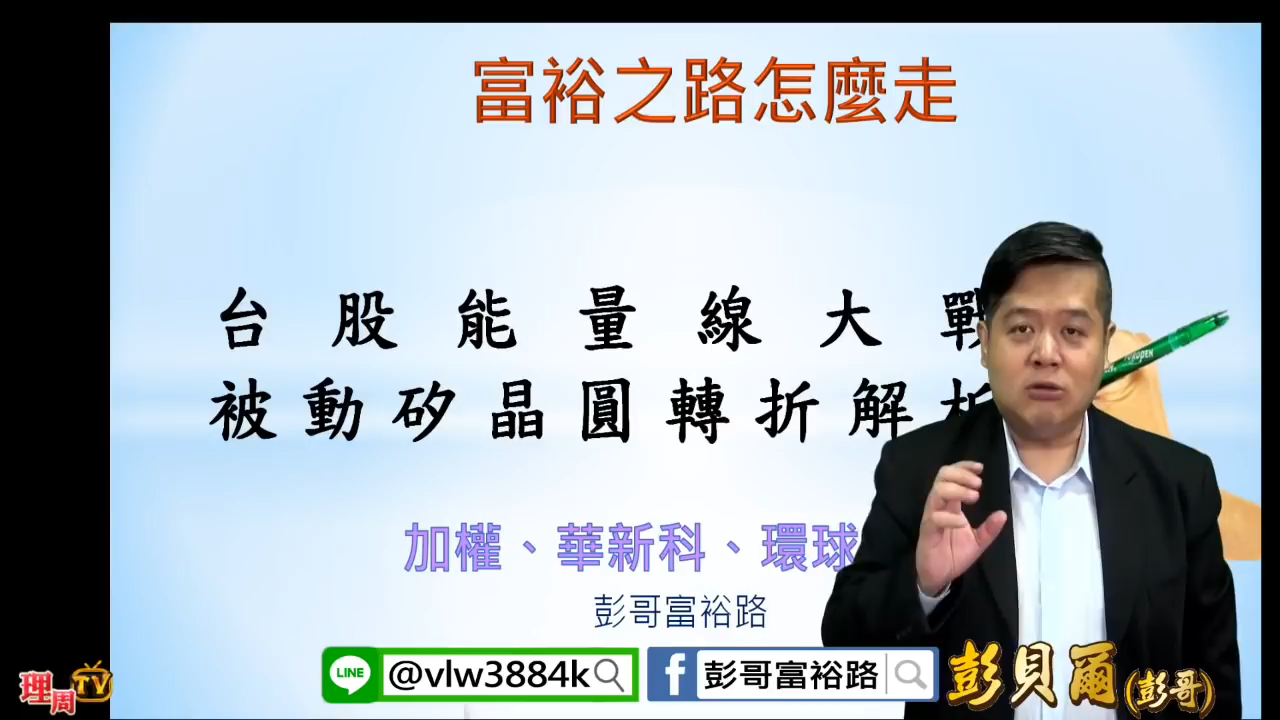 富裕之路怎麼走
台股能量線大戰
被動矽晶圓轉折解析
加權、華新科、環球
彭哥富裕路
LINE @vlw3884k
f 彭哥富裕路
彭貝爾(彭哥)
理周TV